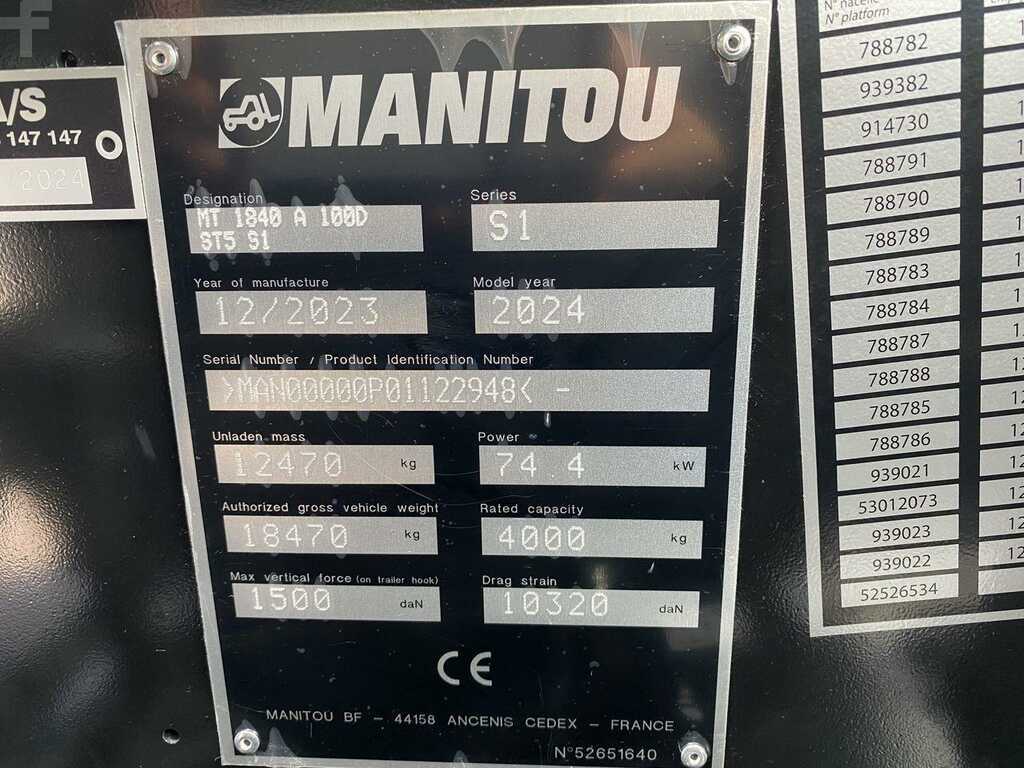 A/S
147 147
2024
MANITOU
Designation
MT 1840 A 100D
ST5 S1
Series
S1
Year of manufacture
12/2023
Model year
2024
Serial Number / Product Identification Number
>MAN00000P01122948< -
Unladen mass
12470 kg
Power
74.4 kW
Authorized gross vehicle weight
18470 kg
Rated capacity
4000 kg
Max vertical force (on trailer hook)
1500 daN
Drag strain
10320 daN
CE
MANITOU BF - 44158 ANCENIS CEDEX - FRANCE
N°52651640
N° nacelle
N° platform
788782
939382
914730
788791
788790
788789
788783
788784
788787
788788
788785
788786
939021
53012073
939023
939022
52526534